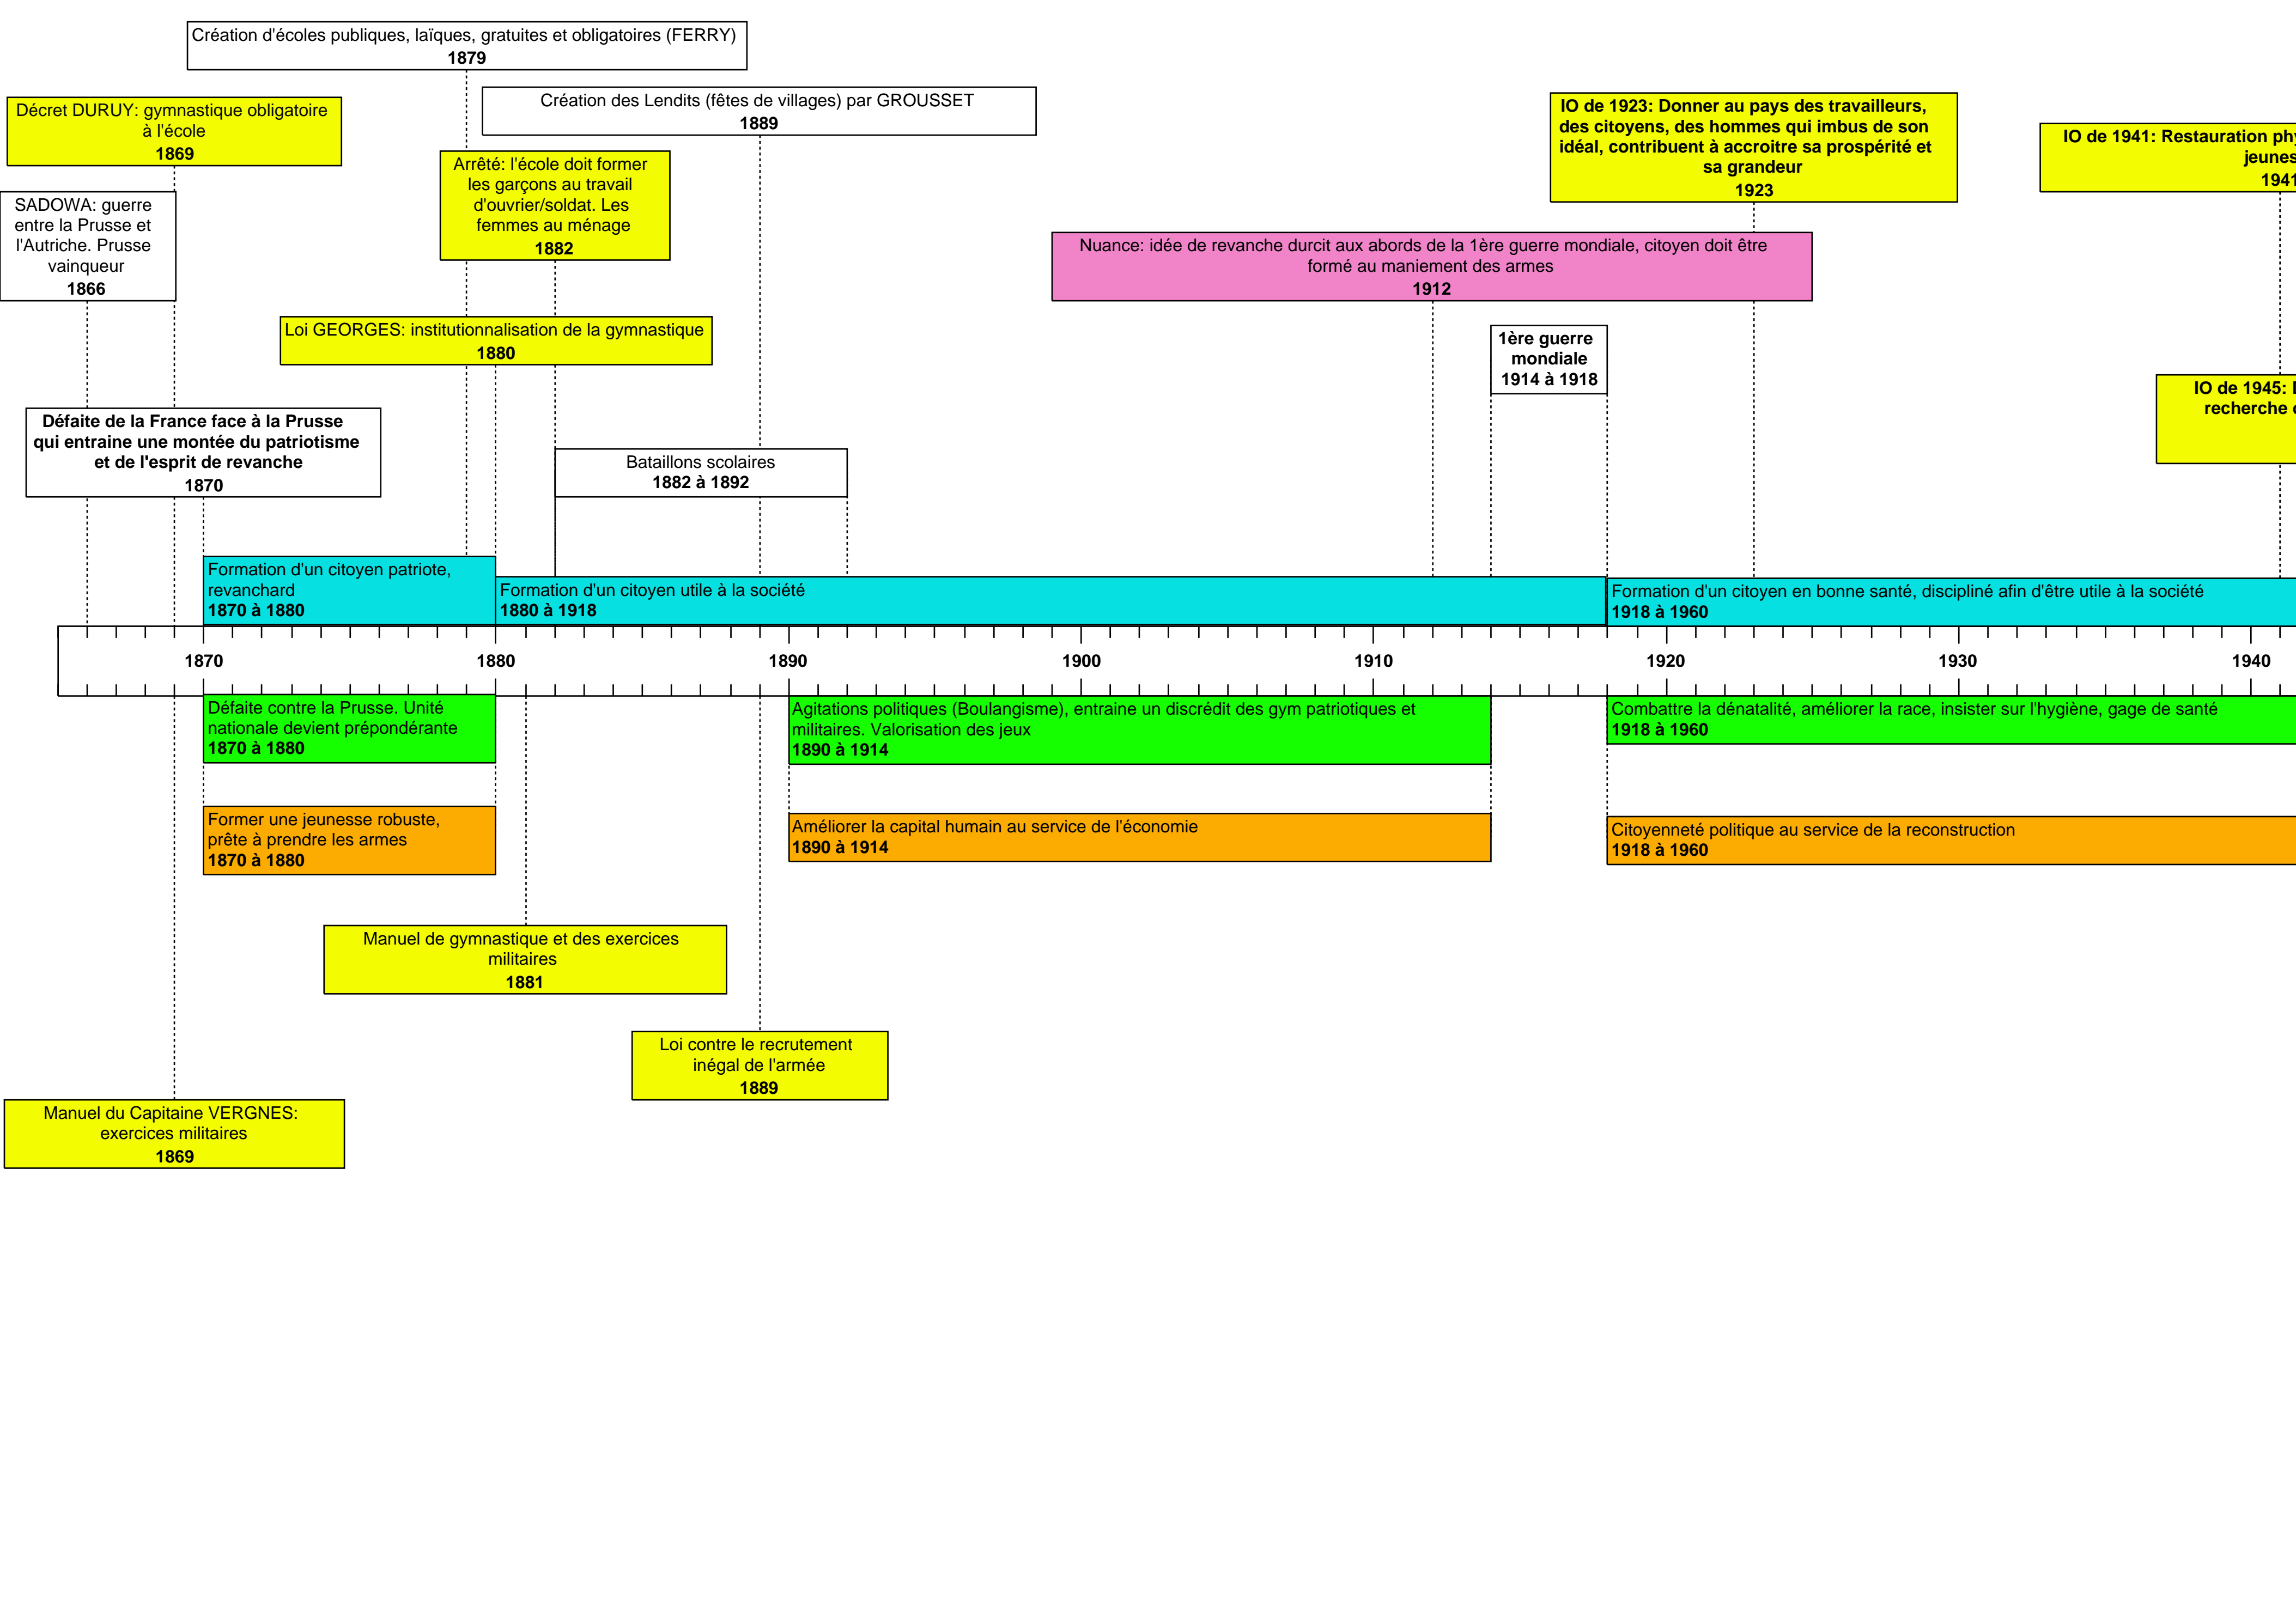 Création d'écoles publiques, laïques, gratuites et obligatoires (FERRY)
1879
Création des Lendits (fêtes de villages) par GROUSSET
1889
Décret DURUY: gymnastique obligatoire
à l'école
1869
IO de 1923: Donner au pays des travailleurs,
des citoyens, des hommes qui imbus de son
idéal, contribuent à accroitre sa prospérité et
sa grandeur
1923
IO de 1941: Restauration phy
jeunes
1941
Arrêté: l'école doit former
les garçons au travail
d'ouvrier/soldat. Les
femmes au ménage
1882
SADOWA: guerre
entre la Prusse et
l'Autriche. Prusse
vainqueur
1866
Nuance: idée de revanche durcit aux abords de la 1ère guerre mondiale, citoyen doit être
formé au maniement des armes
1912
Loi GEORGES: institutionnalisation de la gymnastique
1880
1ère guerre
mondiale
1914 à 1918
IO de 1945:
recherche
Défaite de la France face à la Prusse
qui entraine une montée du patriotisme
et de l'esprit de revanche
1870
Bataillons scolaires
1882 à 1892
Formation d'un citoyen patriote,
revanchard
1870 à 1880
Formation d'un citoyen utile à la société
1880 à 1918
Formation d'un citoyen en bonne santé, discipliné afin d'être utile à la société
1918 à 1960
1870 1880 1890 1900 1910 1920 1930 1940
Défaite contre la Prusse. Unité
nationale devient prépondérante
1870 à 1880
Agitations politiques (Boulangisme), entraine un discrédit des gym patriotiques et
militaires. Valorisation des jeux
1890 à 1914
Combattre la dénatalité, améliorer la race, insister sur l'hygiène, gage de santé
1918 à 1960
Former une jeunesse robuste,
prête à prendre les armes
1870 à 1880
Améliorer la capital humain au service de l'économie
1890 à 1914
Citoyenneté politique au service de la reconstruction
1918 à 1960
Manuel de gymnastique et des exercices
militaires
1881
Loi contre le recrutement
inégal de l'armée
1889
Manuel du Capitaine VERGNES:
exercices militaires
1869